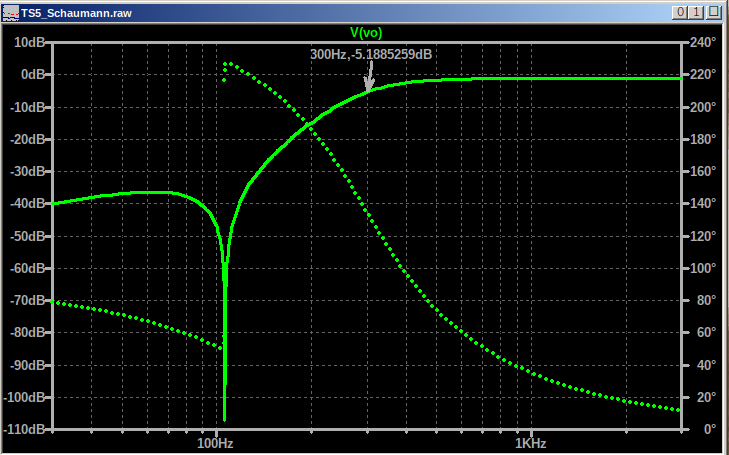 TS5_Schaumann.raw
V(vo)
300Hz,-5.1885259dB
10dB 240°
0dB 220°
-10dB 200°
-20dB 180°
-30dB 160°
-40dB 140°
-50dB 120°
-60dB 100°
-70dB 80°
-80dB 60°
-90dB 40°
-100dB 20°
-110dB 0°
100Hz 1KHz